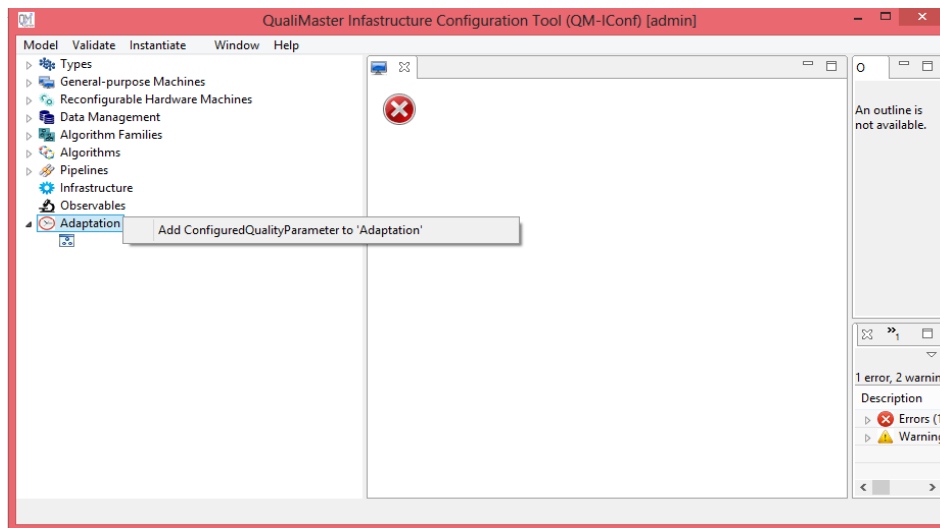 QM
QualiMaster Infastructure Configuration Tool (QM-IConf) [admin]
Model Validate Instantiate Window Help
Types
General-purpose Machines
Reconfigurable Hardware Machines
Data Management
Algorithm Families
Algorithms
Pipelines
Infrastructure
Observables
Adaptation
Add ConfiguredQualityParameter to 'Adaptation'
O
An outline is
not available.
»1
1 error, 2 warnin
Description
Errors (1
Warning